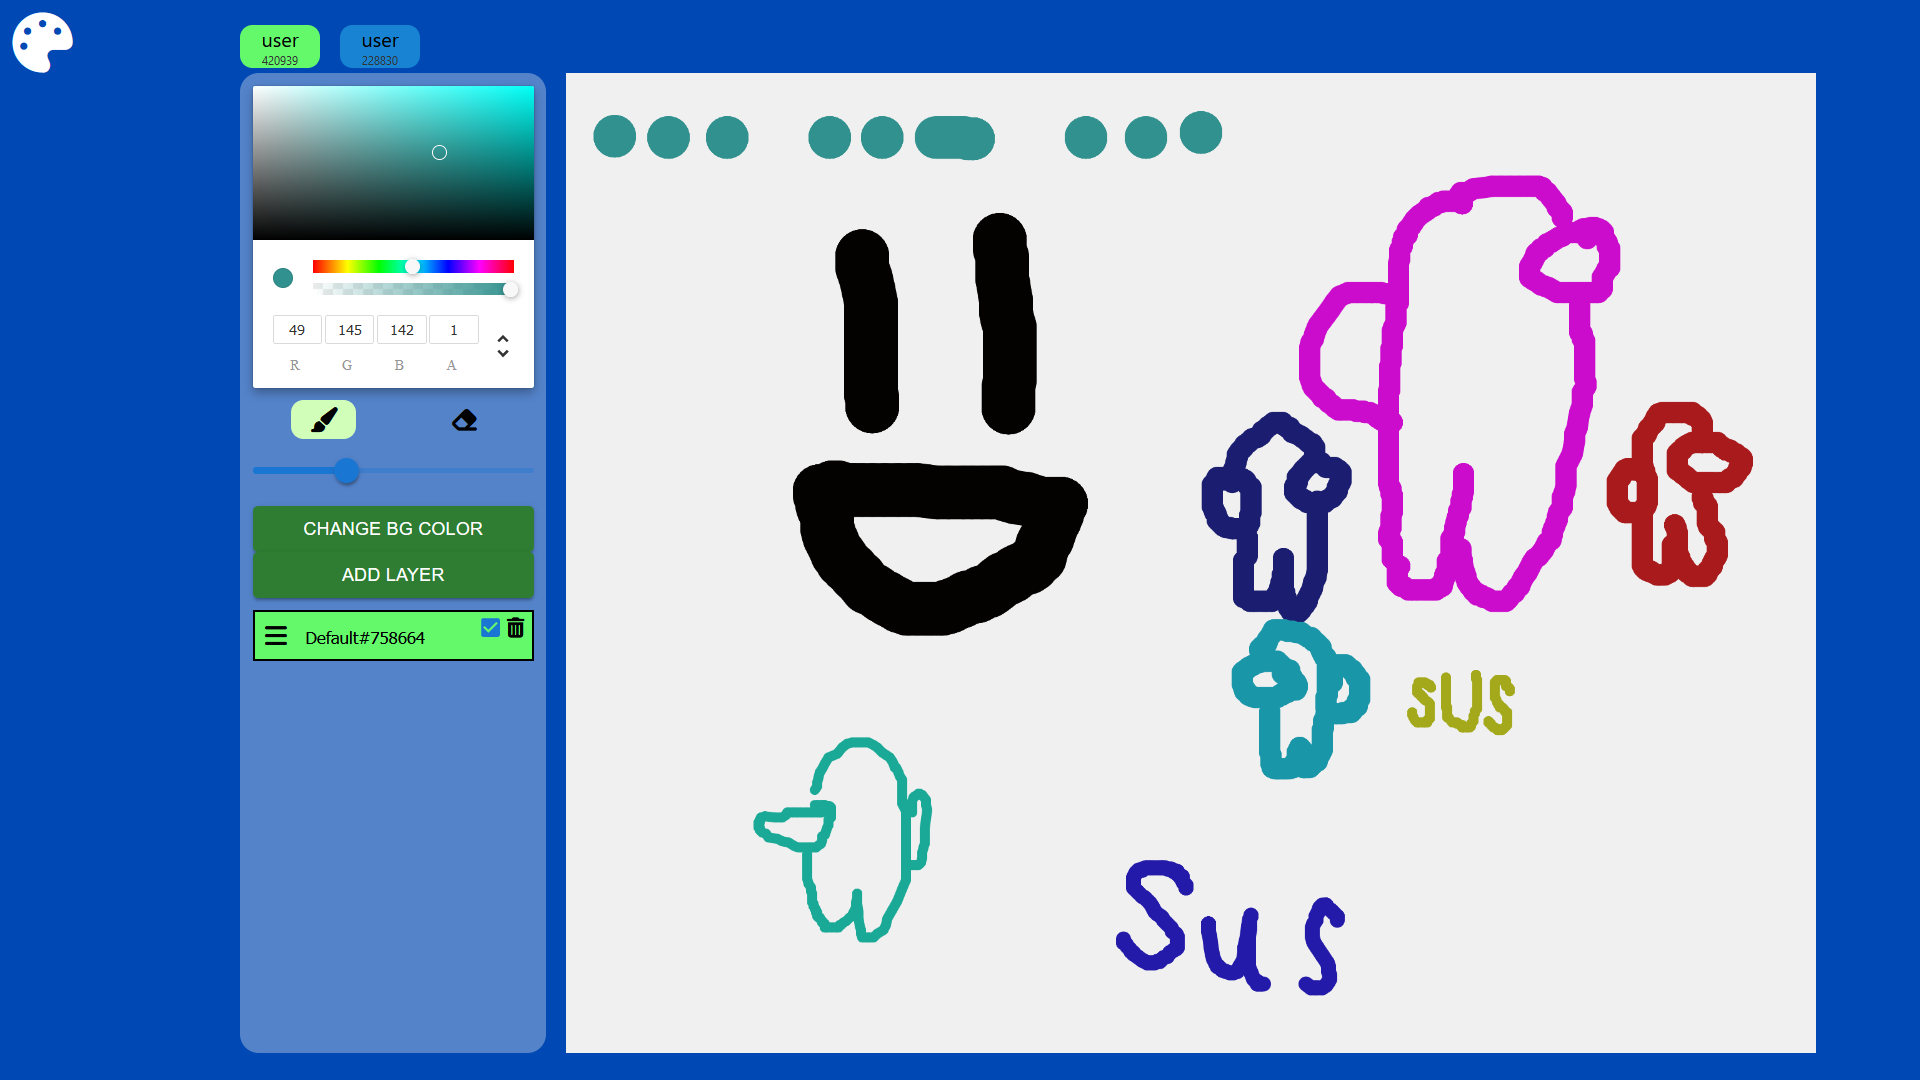 user
420939
user
228830
49 145 142 1
R G B A
CHANGE BG COLOR
ADD LAYER
Default#758664
sus
Sus